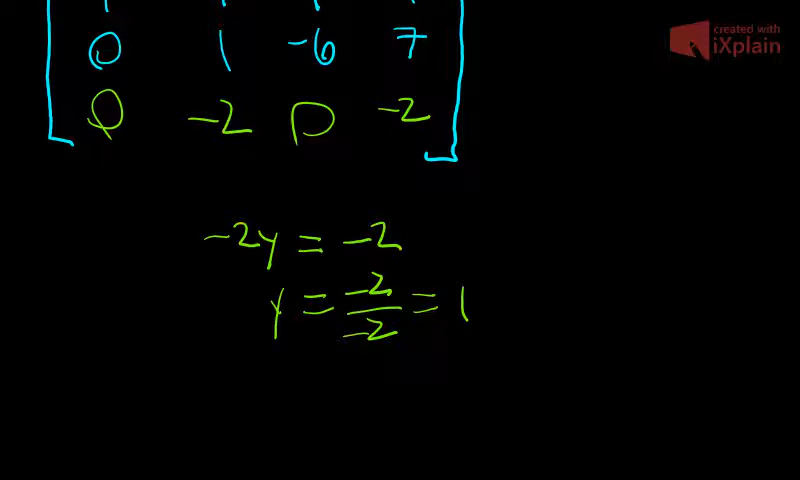 created with
iXplain
0 1 -6 7
0 -2 0 -2
-2y = -2
y = -2/-2 = 1